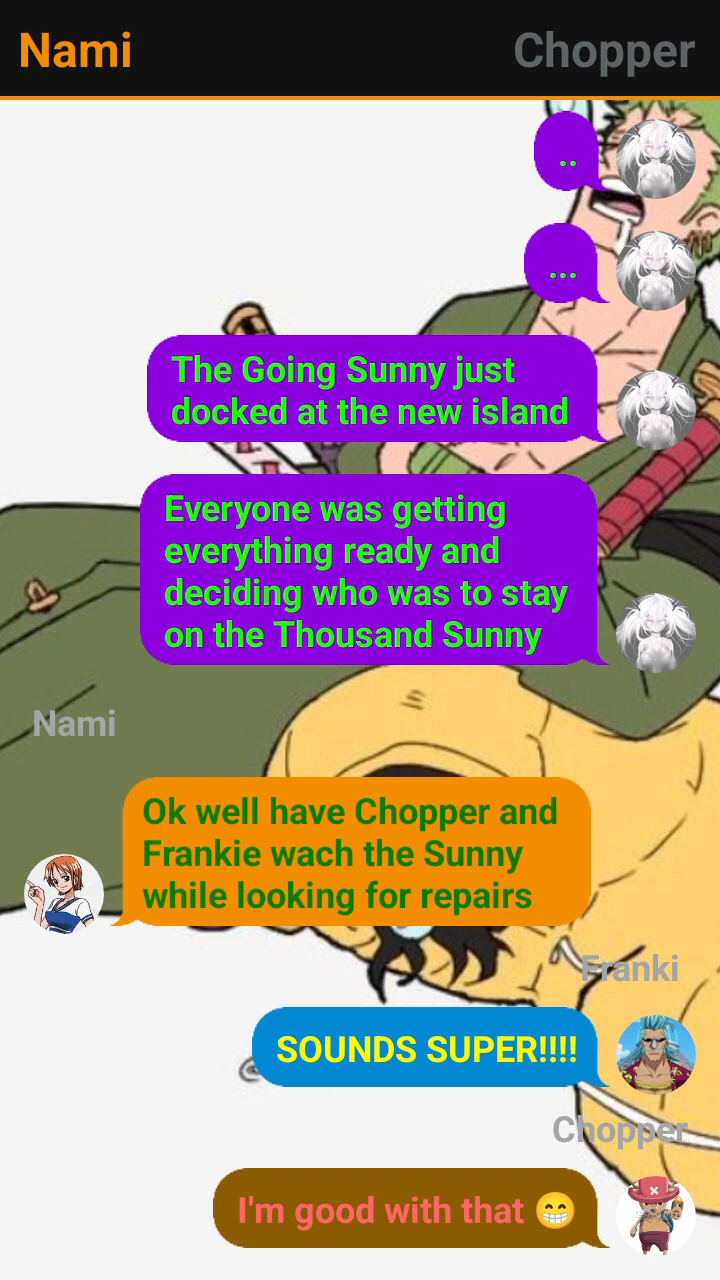 Nami
Chopper
..
...
The Going Sunny just
docked at the new island
Everyone was getting
everything ready and
deciding who was to stay
on the Thousand Sunny
Nami
Ok well have Chopper and
Frankie wach the Sunny
while looking for repairs
Franki
SOUNDS SUPER!!!!
Chopper
I'm good with that 😁